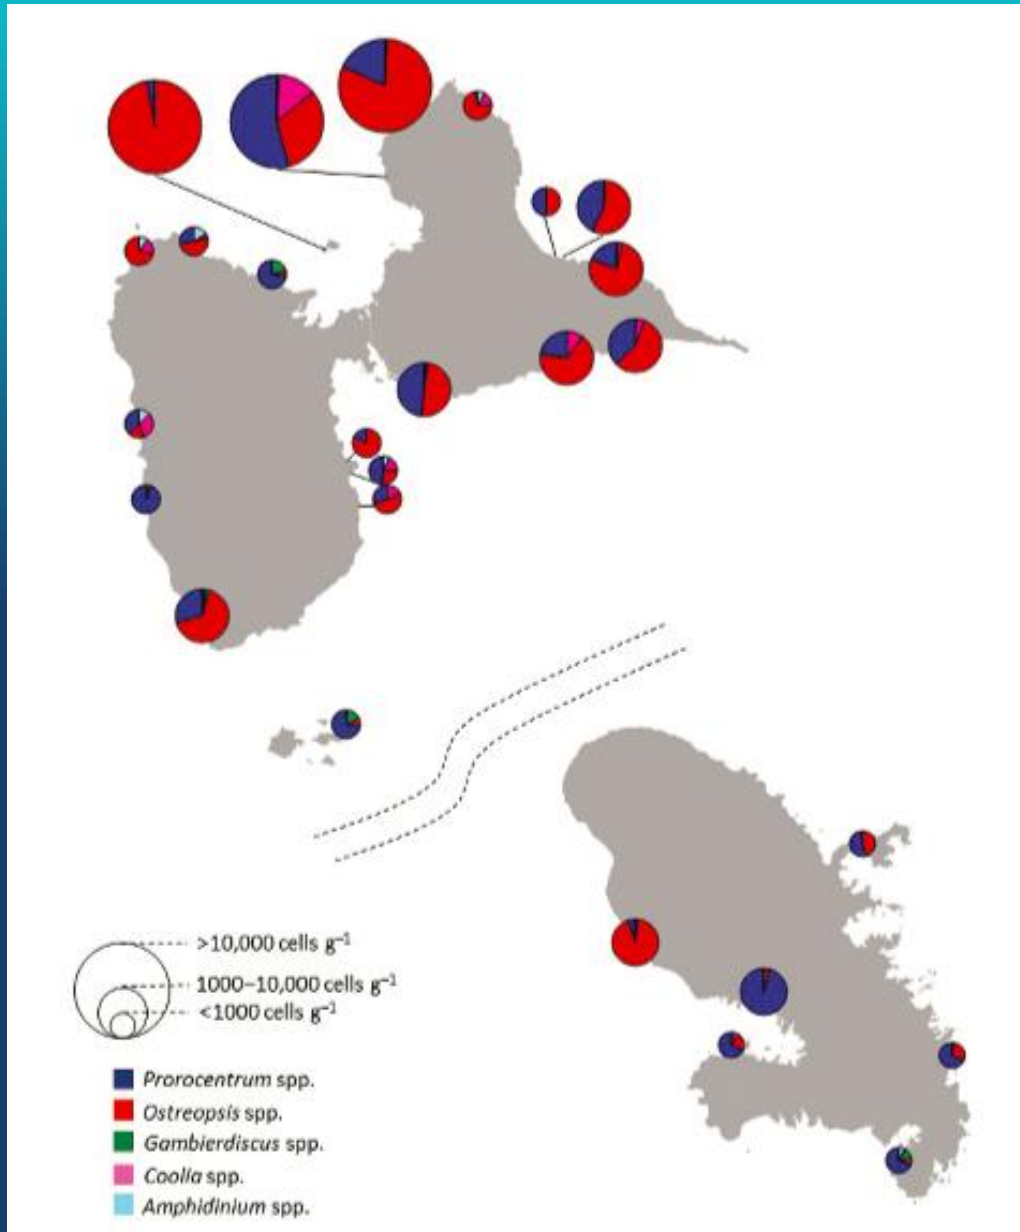 >10,000 cells g⁻¹
1000–10,000 cells g⁻¹
<1000 cells g⁻¹
Prorocentrum spp.
Ostreopsis spp.
Gambierdiscus spp.
Coolia spp.
Amphidinium spp.